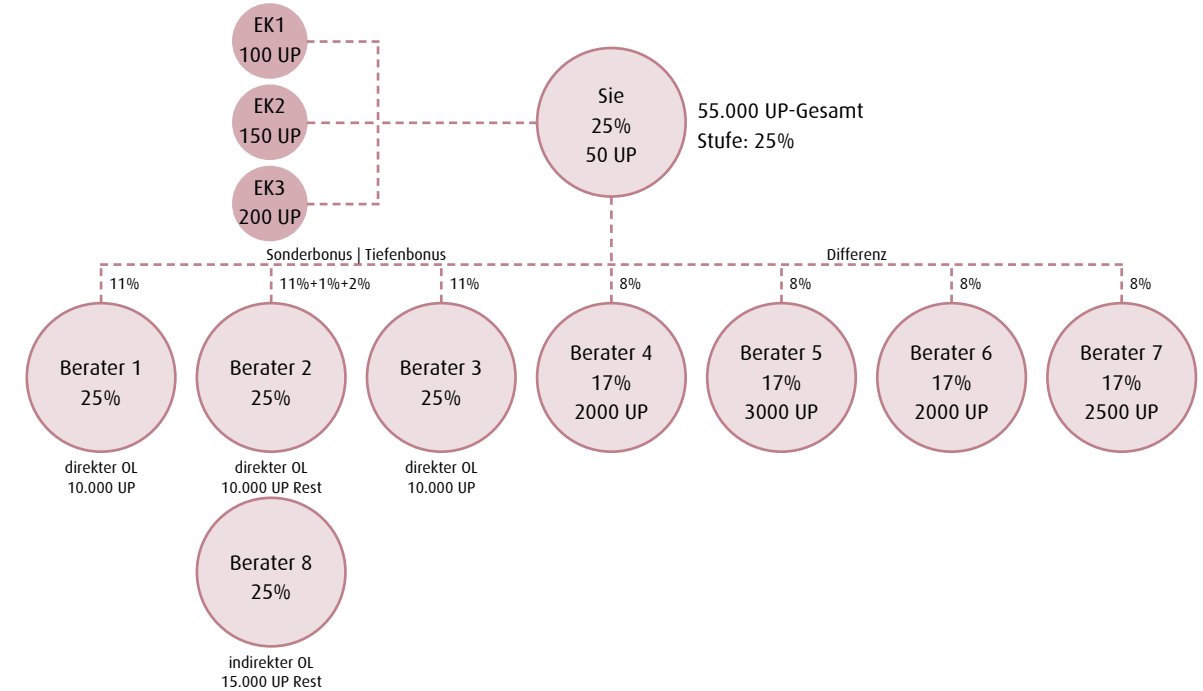 EK1
100 UP
EK2
150 UP
EK3
200 UP
Sie
25%
50 UP
55.000 UP-Gesamt
Stufe: 25%
Sonderbonus | Tiefenbonus
Differenz
11%
11%+1%+2%
11%
8%
8%
8%
8%
Berater 1
25%
Berater 2
25%
Berater 3
25%
Berater 4
17%
2000 UP
Berater 5
17%
3000 UP
Berater 6
17%
2000 UP
Berater 7
17%
2500 UP
direkter OL
10.000 UP
direkter OL
10.000 UP Rest
direkter OL
10.000 UP
Berater 8
25%
indirekter OL
15.000 UP Rest